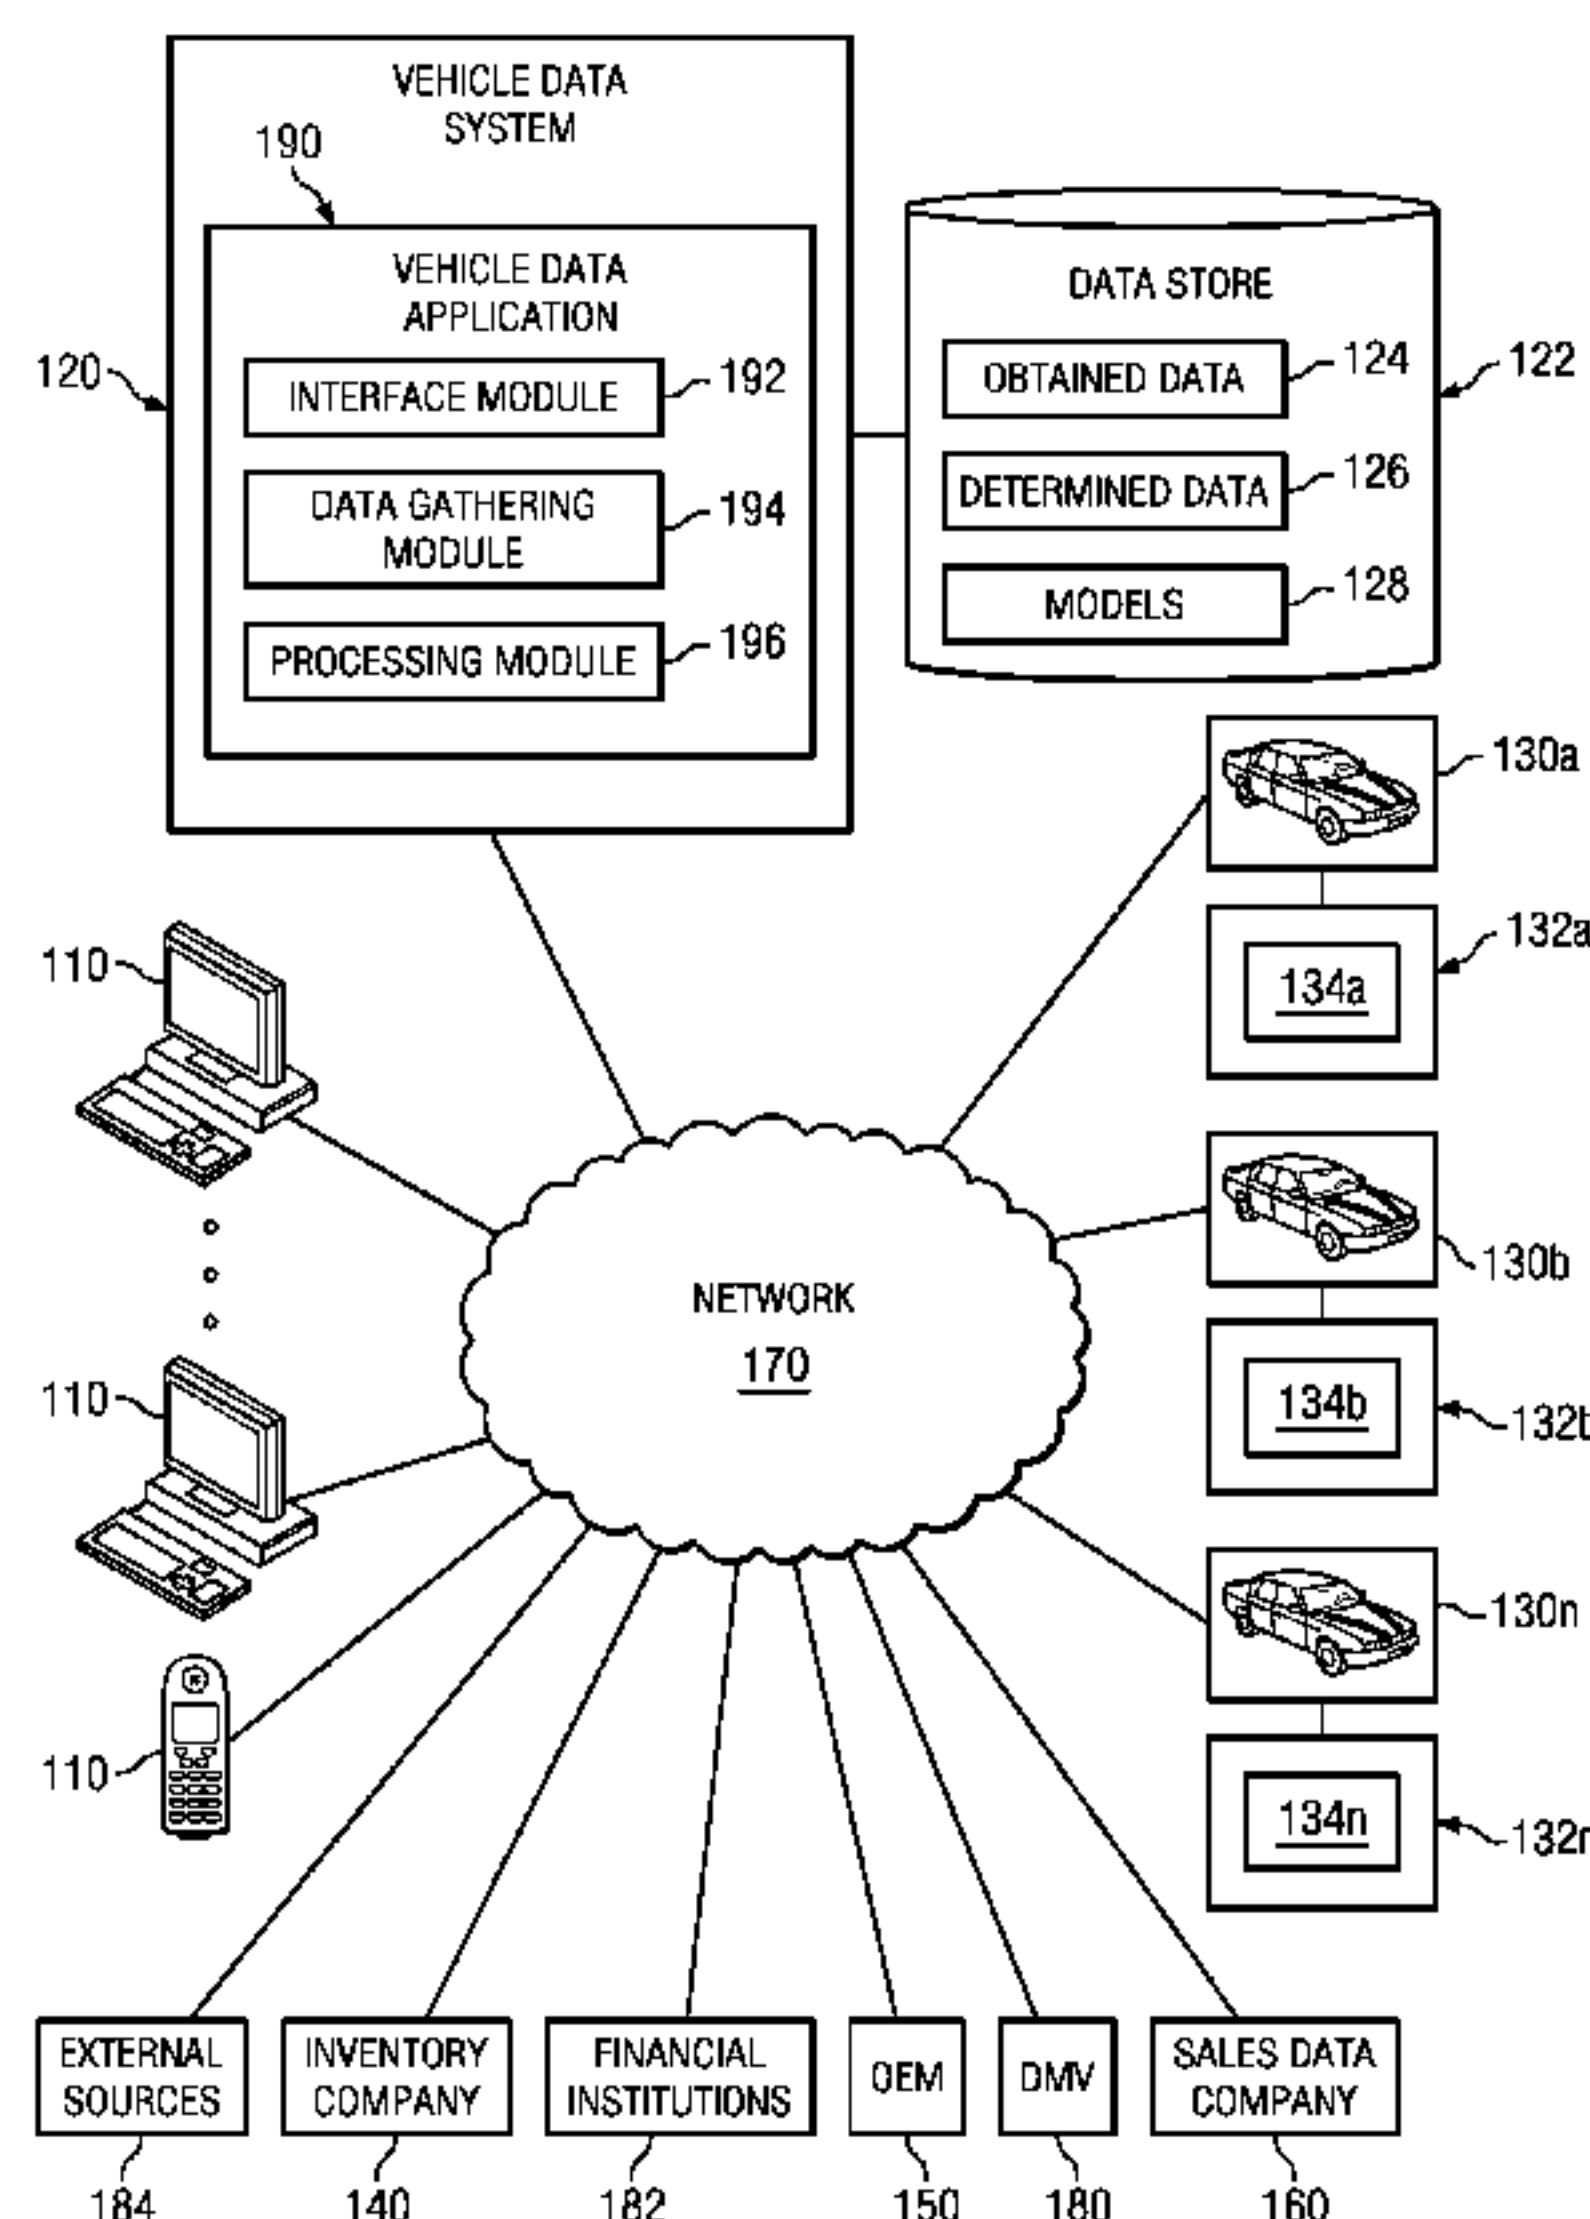 VEHICLE DATA
SYSTEM
190
VEHICLE DATA
APPLICATION
120
INTERFACE MODULE
192
DATA GATHERING
MODULE
194
PROCESSING MODULE
196
DATA STORE
OBTAINED DATA
124
122
DETERMINED DATA
126
MODELS
128
130a
132a
134a
110
130b
134b
110
NETWORK
170
130n
134n
110
EXTERNAL
SOURCES
184
INVENTORY
COMPANY
140
FINANCIAL
INSTITUTIONS
182
OEM
150
DMV
180
SALES DATA
COMPANY
160